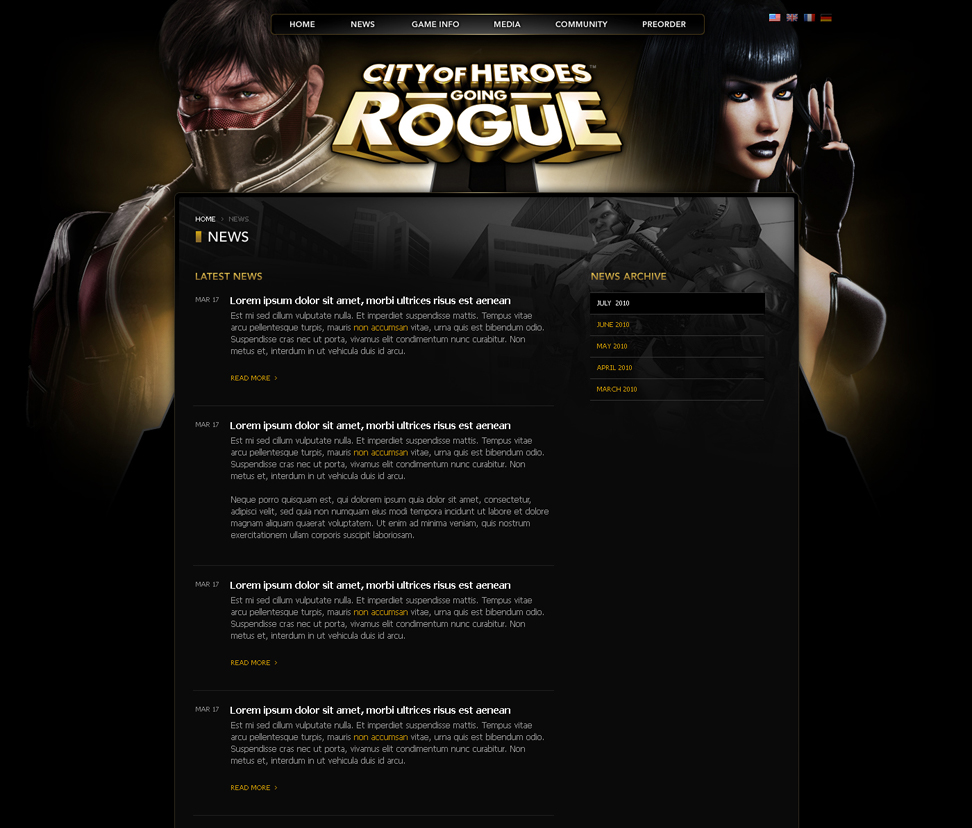 HOME NEWS GAME INFO MEDIA COMMUNITY PREORDER
CITY OF HEROES™
GOING
ROGUE
HOME > NEWS
NEWS
LATEST NEWS
MAR 17 Lorem ipsum dolor sit amet, morbi ultrices risus est aenean
Est mi sed cillum vulputate nulla. Et imperdiet suspendisse mattis. Tempus vitae
arcu pellentesque turpis, mauris non accumsan vitae, urna quis est bibendum odio.
Suspendisse cras nec ut porta, vivamus elit condimentum nunc curabitur. Non
metus et, interdum in ut vehicula duis id arcu.
READ MORE >
MAR 17 Lorem ipsum dolor sit amet, morbi ultrices risus est aenean
Est mi sed cillum vulputate nulla. Et imperdiet suspendisse mattis. Tempus vitae
arcu pellentesque turpis, mauris non accumsan vitae, urna quis est bibendum odio.
Suspendisse cras nec ut porta, vivamus elit condimentum nunc curabitur. Non
metus et, interdum in ut vehicula duis id arcu.
Neque porro quisquam est, qui dolorem ipsum quia dolor sit amet, consectetur,
adipisci velit, sed quia non numquam eius modi tempora incidunt ut labore et dolore
magnam aliquam quaerat voluptatem. Ut enim ad minima veniam, quis nostrum
exercitationem ullam corporis suscipit laboriosam.
MAR 17 Lorem ipsum dolor sit amet, morbi ultrices risus est aenean
Est mi sed cillum vulputate nulla. Et imperdiet suspendisse mattis. Tempus vitae
arcu pellentesque turpis, mauris non accumsan vitae, urna quis est bibendum odio.
Suspendisse cras nec ut porta, vivamus elit condimentum nunc curabitur. Non
metus et, interdum in ut vehicula duis id arcu.
READ MORE >
MAR 17 Lorem ipsum dolor sit amet, morbi ultrices risus est aenean
Est mi sed cillum vulputate nulla. Et imperdiet suspendisse mattis. Tempus vitae
arcu pellentesque turpis, mauris non accumsan vitae, urna quis est bibendum odio.
Suspendisse cras nec ut porta, vivamus elit condimentum nunc curabitur. Non
metus et, interdum in ut vehicula duis id arcu.
READ MORE >
NEWS ARCHIVE
JULY 2010
JUNE 2010
MAY 2010
APRIL 2010
MARCH 2010